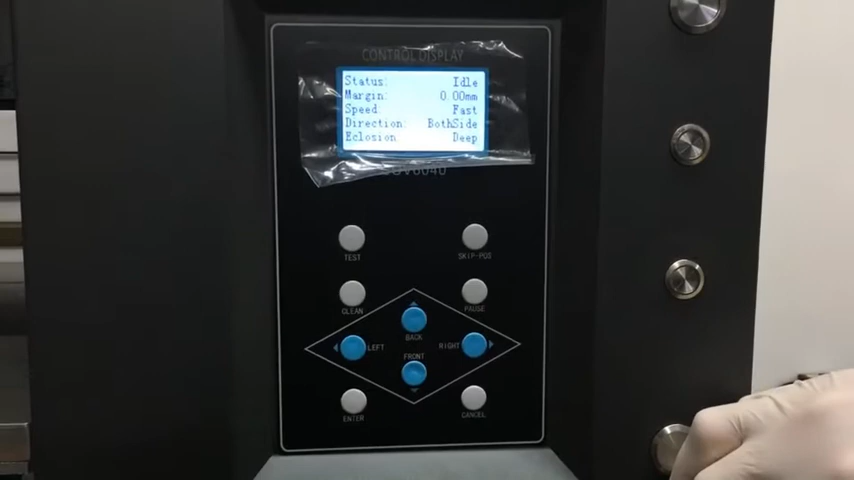 CONTROL DISPLAY
Status: Idle
Margin: 0.00mm
Speed: Fast
Direction: BothSide
Eclosion Deep
TEST SKIP-POS
CLEAN PAUSE
BACK
LEFT RIGHT
FRONT
ENTER CANCEL